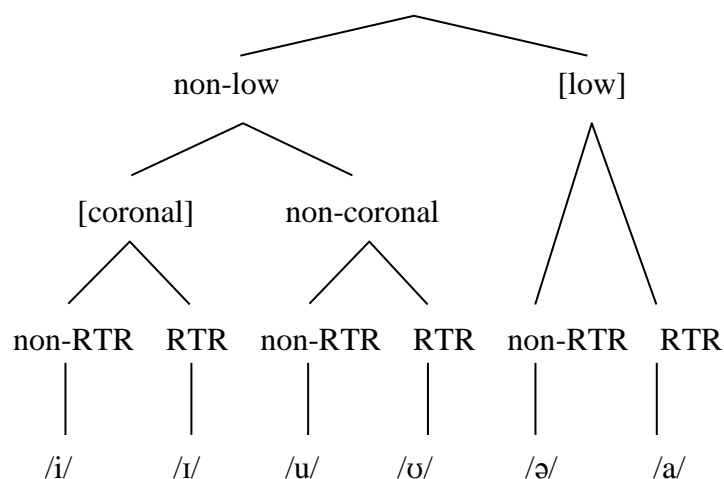 non-low [low]
[coronal] non-coronal
non-RTR RTR non-RTR RTR non-RTR RTR
/i/ /ɪ/ /u/ /ʊ/ /ə/ /a/